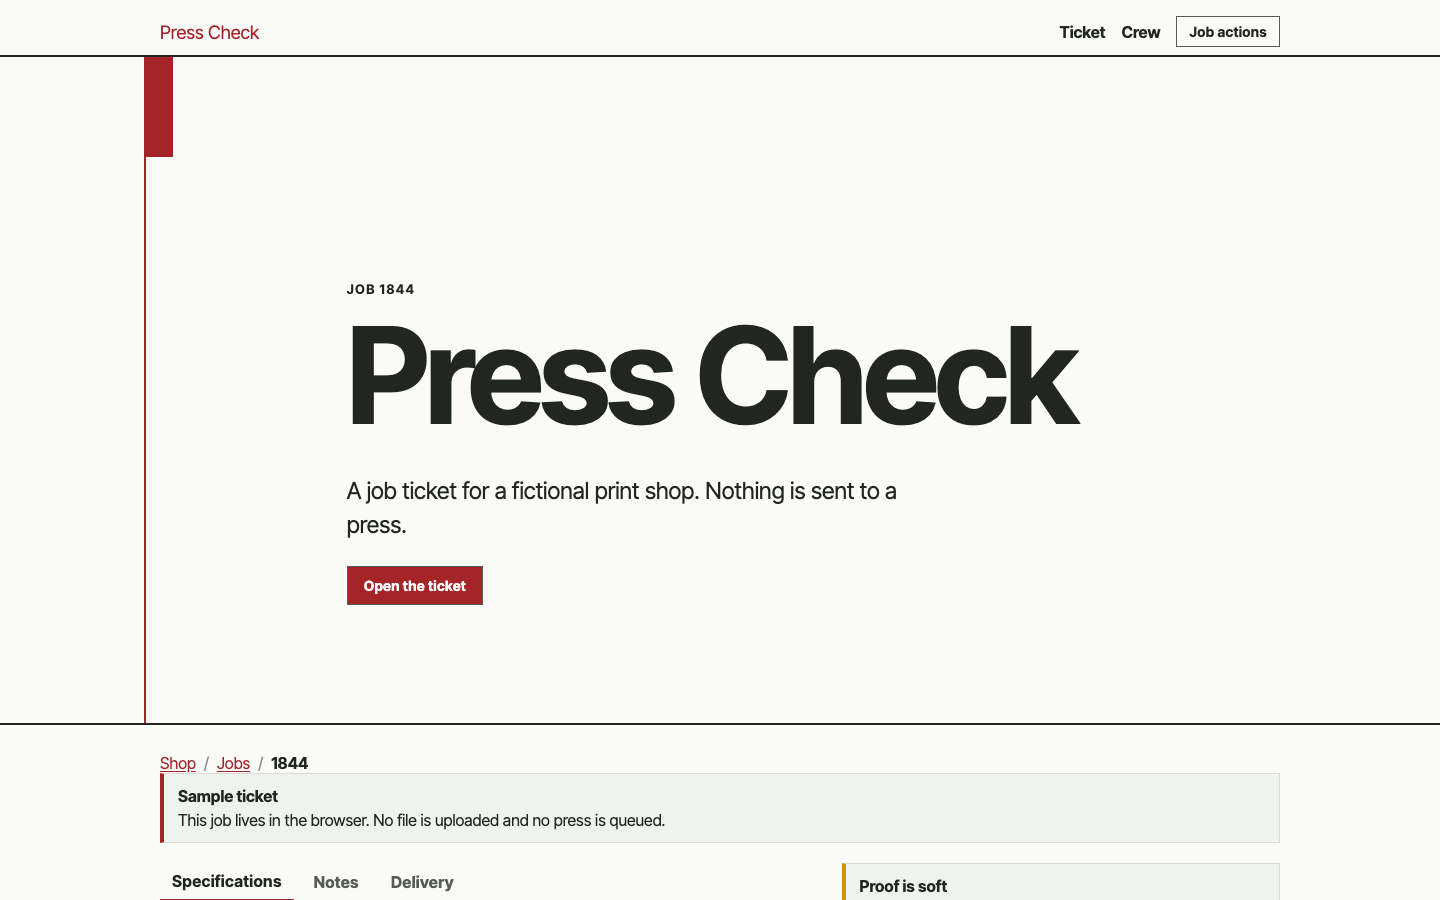 Press Check
Ticket Crew Job actions
JOB 1844
Press Check
A job ticket for a fictional print shop. Nothing is sent to a
press.
Open the ticket
Shop / Jobs / 1844
Sample ticket
This job lives in the browser. No file is uploaded and no press is queued.
Specifications Notes Delivery
Proof is soft